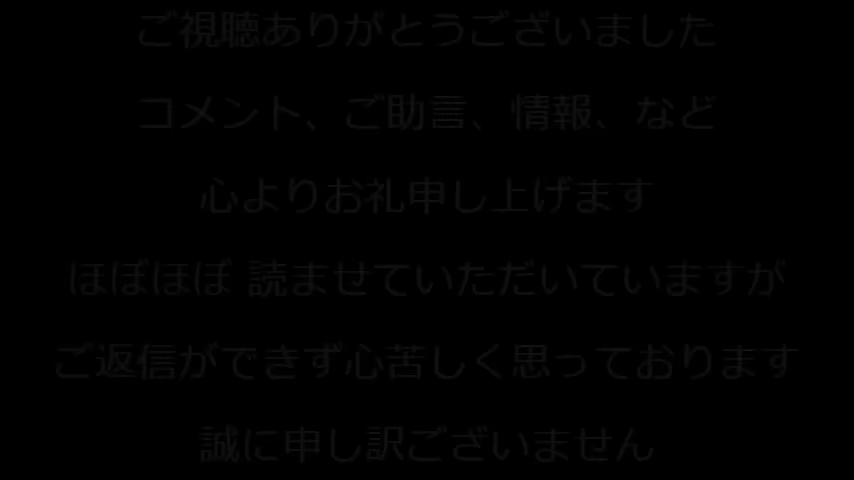 ご視聴ありがとうございました
コメント、ご助言、情報、など
心よりお礼申し上げます
ほぼほぼ 読ませていただいていますが
ご返信ができず心苦しく思っております
誠に申し訳ございません